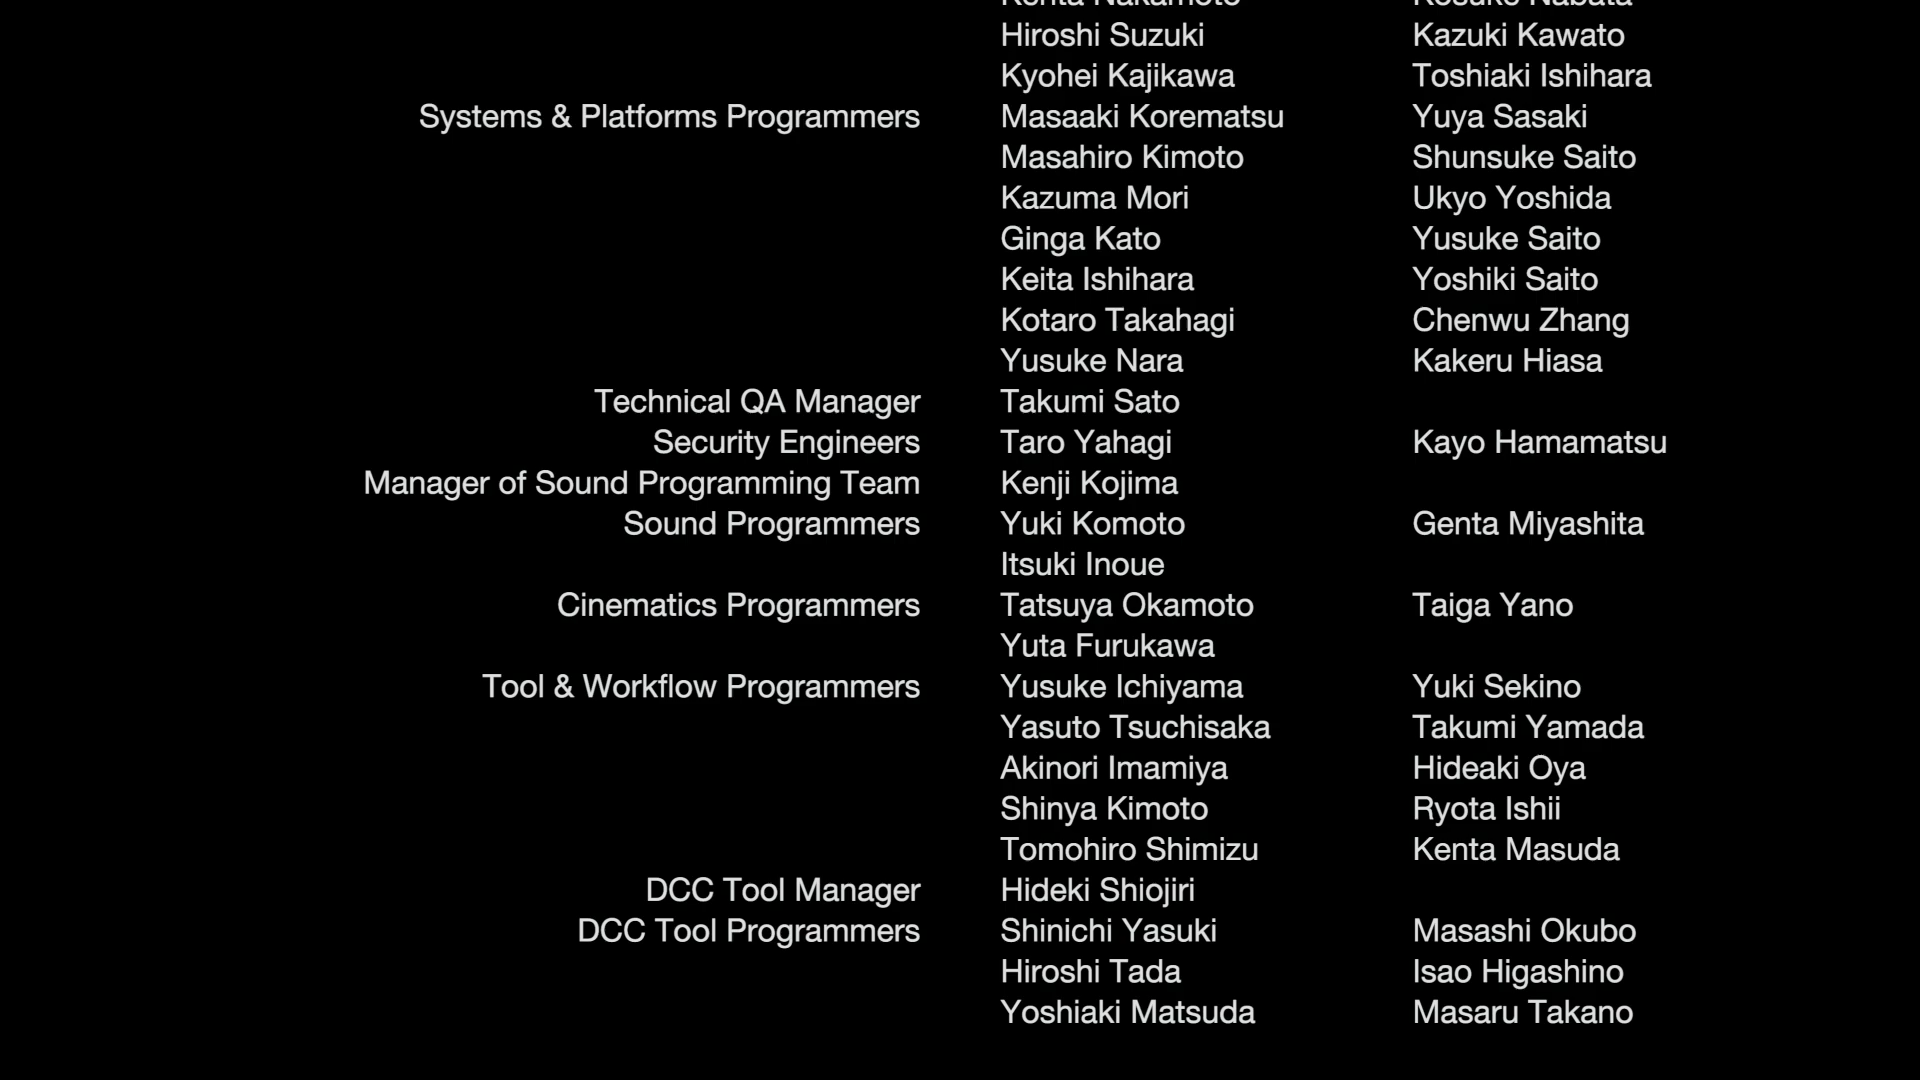 Kenta Nakamoto Kosuke Nabata
Hiroshi Suzuki Kazuki Kawato
Kyohei Kajikawa Toshiaki Ishihara
Systems & Platforms Programmers Masaaki Korematsu Yuya Sasaki
Masahiro Kimoto Shunsuke Saito
Kazuma Mori Ukyo Yoshida
Ginga Kato Yusuke Saito
Keita Ishihara Yoshiki Saito
Kotaro Takahagi Chenwu Zhang
Yusuke Nara Kakeru Hiasa
Technical QA Manager Takumi Sato
Security Engineers Taro Yahagi Kayo Hamamatsu
Manager of Sound Programming Team Kenji Kojima
Sound Programmers Yuki Komoto Genta Miyashita
Itsuki Inoue
Cinematics Programmers Tatsuya Okamoto Taiga Yano
Yuta Furukawa
Tool & Workflow Programmers Yusuke Ichiyama Yuki Sekino
Yasuto Tsuchisaka Takumi Yamada
Akinori Imamiya Hideaki Oya
Shinya Kimoto Ryota Ishii
Tomohiro Shimizu Kenta Masuda
DCC Tool Manager Hideki Shiojiri
DCC Tool Programmers Shinichi Yasuki Masashi Okubo
Hiroshi Tada Isao Higashino
Yoshiaki Matsuda Masaru Takano